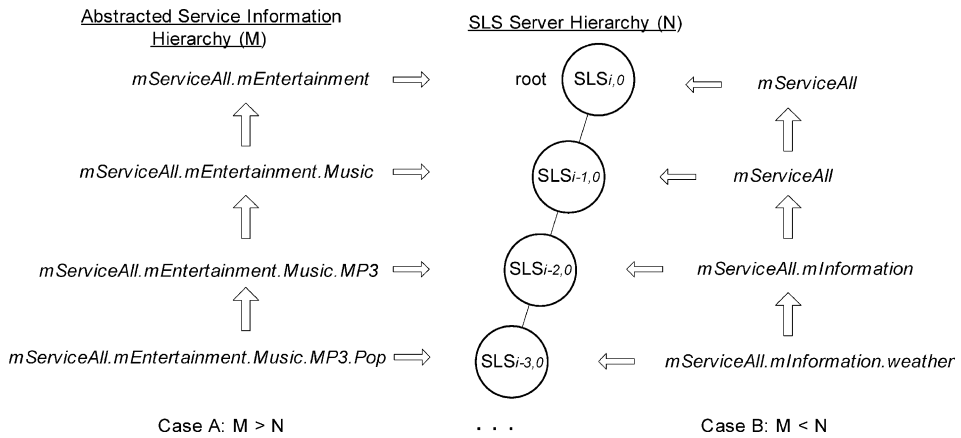 Abstracted Service Information
Hierarchy (M)
SLS Server Hierarchy (N)
mServiceAll.mEntertainment
root
SLSi,0
mServiceAll
mServiceAll.mEntertainment.Music
SLSi-1,0
mServiceAll
mServiceAll.mEntertainment.Music.MP3
SLSi-2,0
mServiceAll.mInformation
mServiceAll.mEntertainment.Music.MP3.Pop
SLSi-3,0
mServiceAll.mInformation.weather
Case A: M > N
. . .
Case B: M < N